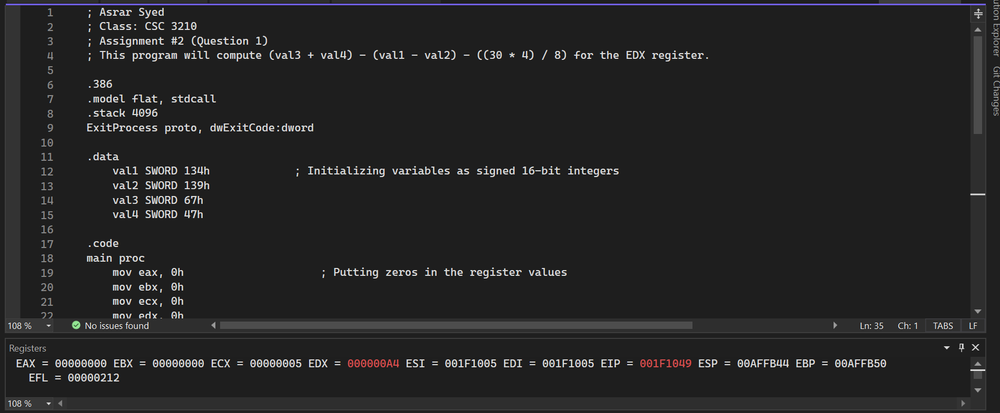 1 ; Asrar Syed
2 ; Class: CSC 3210
3 ; Assignment #2 (Question 1)
4 ; This program will compute (val3 + val4) - (val1 - val2) - ((30 * 4) / 8) for the EDX register.
5
6 .386
7 .model flat, stdcall
8 .stack 4096
9 ExitProcess proto, dwExitCode:dword
10
11 .data
12 val1 SWORD 134h ; Initializing variables as signed 16-bit integers
13 val2 SWORD 139h
14 val3 SWORD 67h
15 val4 SWORD 47h
16
17 .code
18 main proc
19 mov eax, 0h ; Putting zeros in the register values
20 mov ebx, 0h
21 mov ecx, 0h
22 mov edx, 0h
108 % No issues found Ln: 35 Ch: 1 TABS LF
Registers
EAX = 00000000 EBX = 00000000 ECX = 00000005 EDX = 000000A4 ESI = 001F1005 EDI = 001F1005 EIP = 001F1049 ESP = 00AFFB44 EBP = 00AFFB50
EFL = 00000212
108 %
Explorer
Git Changes